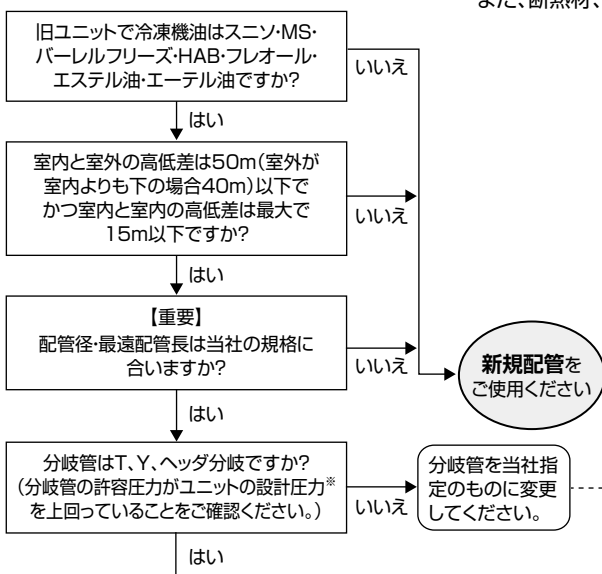 また、断熱材、
旧ユニットで冷凍機油はスニソ・MS・
バーレルフリーズ・HAB・フレオール・
エステル油・エーテル油ですか?
いいえ
はい
室内と室外の高低差は50m(室外が
室内よりも下の場合40m)以下で
かつ室内と室内の高低差は最大で
15m以下ですか?
いいえ
はい
【重要】
配管径・最遠配管長は当社の規格に
合いますか?
いいえ
新規配管を
ご使用ください
はい
分岐管はT、Y、ヘッダ分岐ですか?
(分岐管の許容圧力がユニットの設計圧力※
を上回っていることをご確認ください。)
いいえ
分岐管を当社指
定のものに変更
してください。
はい